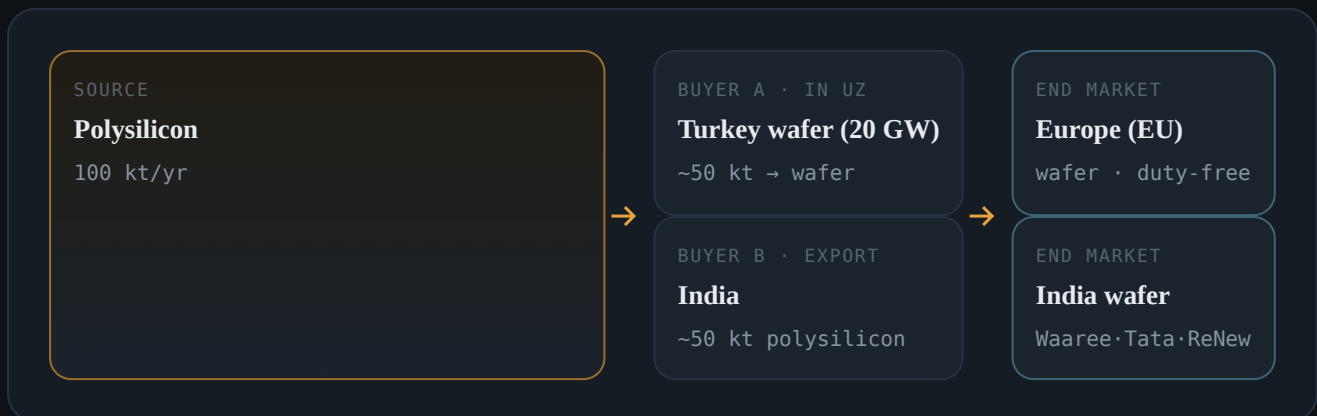 SOURCE
Polysilicon
100 kt/yr
→
BUYER A · IN UZ
Turkey wafer (20 GW)
~50 kt → wafer
BUYER B · EXPORT
India
~50 kt polysilicon
→
END MARKET
Europe (EU)
wafer · duty-free
END MARKET
India wafer
Waaree·Tata·ReNew